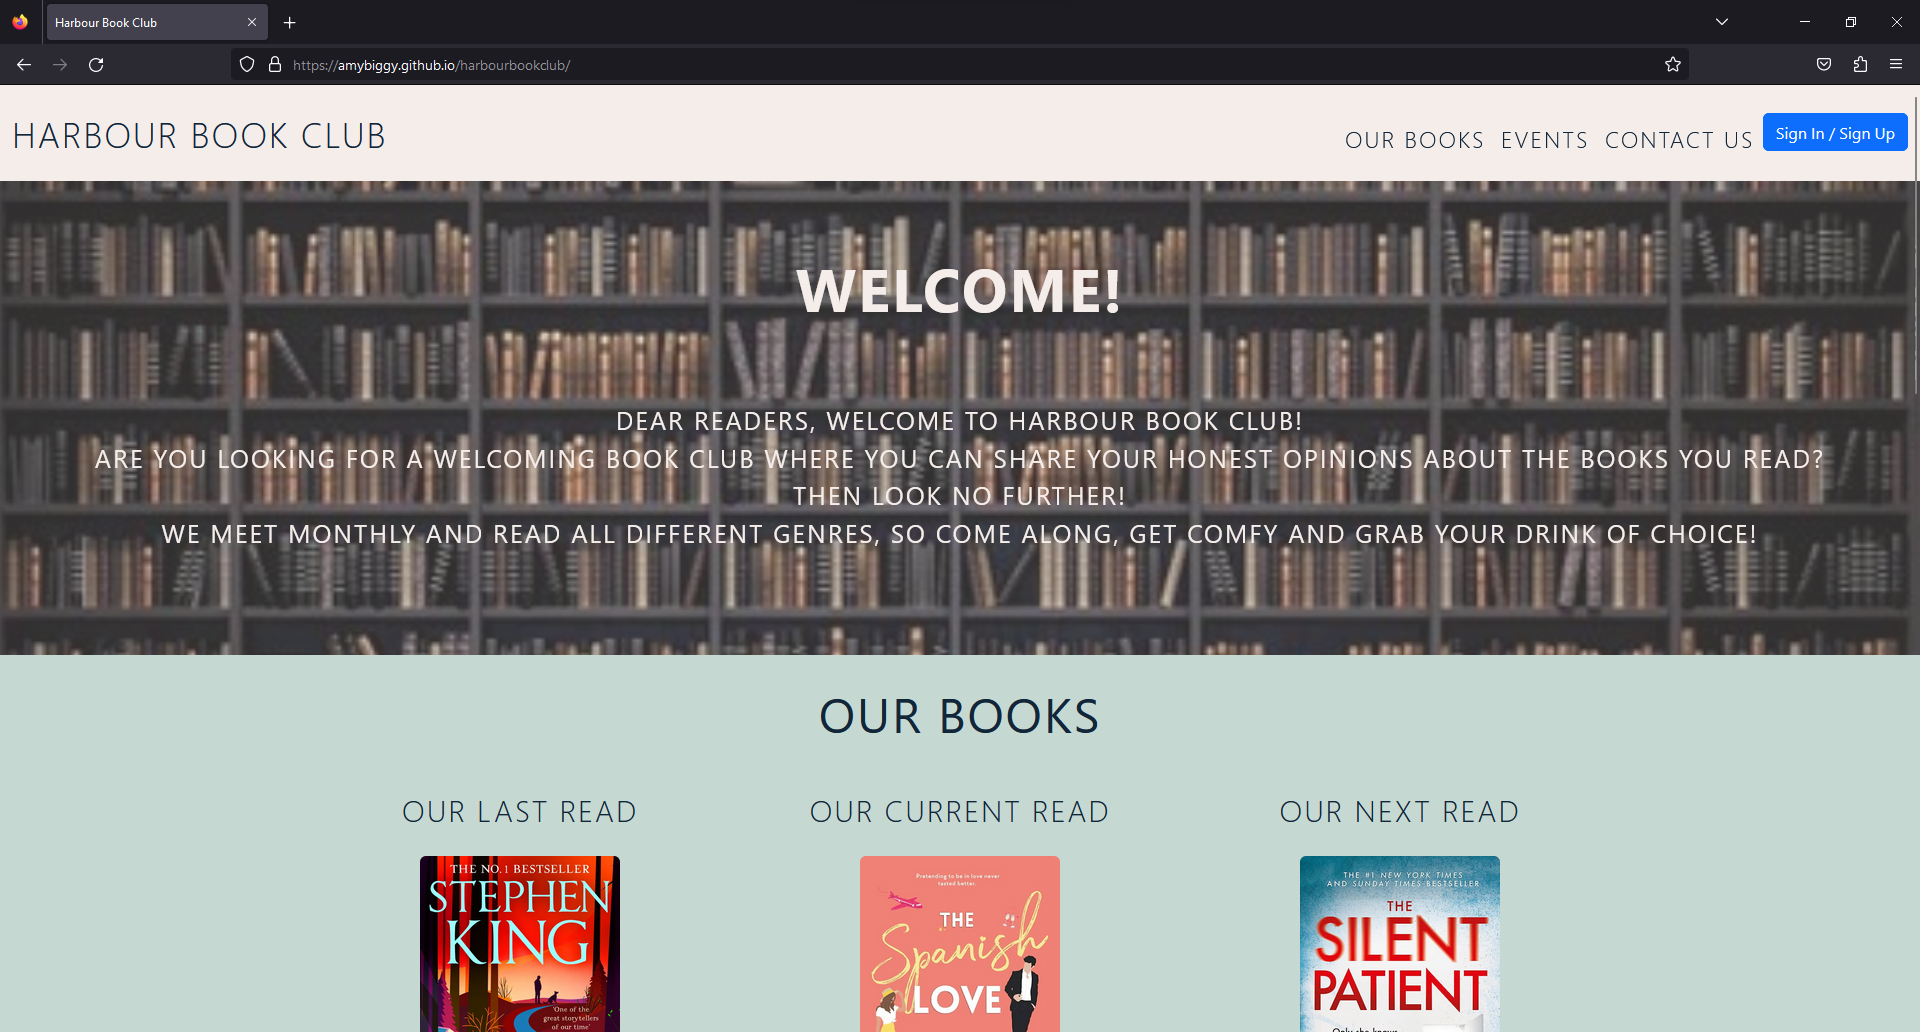 Harbour Book Club
https://amybiggy.github.io/harbourbookclub/
HARBOUR BOOK CLUB
OUR BOOKS EVENTS CONTACT US Sign In / Sign Up
WELCOME!
DEAR READERS, WELCOME TO HARBOUR BOOK CLUB!
ARE YOU LOOKING FOR A WELCOMING BOOK CLUB WHERE YOU CAN SHARE YOUR HONEST OPINIONS ABOUT THE BOOKS YOU READ?
THEN LOOK NO FURTHER!
WE MEET MONTHLY AND READ ALL DIFFERENT GENRES, SO COME ALONG, GET COMFY AND GRAB YOUR DRINK OF CHOICE!
OUR BOOKS
OUR LAST READ
THE NO.1 BESTSELLER
STEPHEN
KING
'One of the
great storytellers
of our time'
OUR CURRENT READ
Pretending to be in love never
tasted better.
THE
Spanish
LOVE
OUR NEXT READ
THE #1 NEW YORK TIMES
AND SUNDAY TIMES BESTSELLER
THE
SILENT
PATIENT
Only she knows